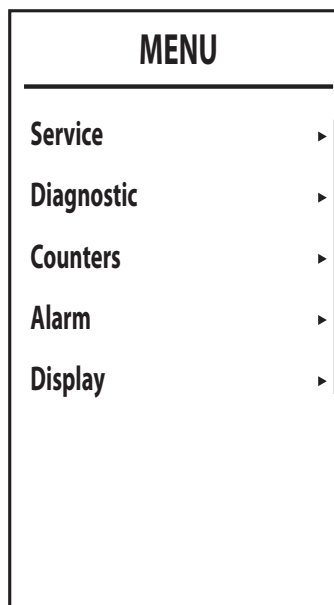 MENU
Service ▸
Diagnostic ▸
Counters ▸
Alarm ▸
Display ▸